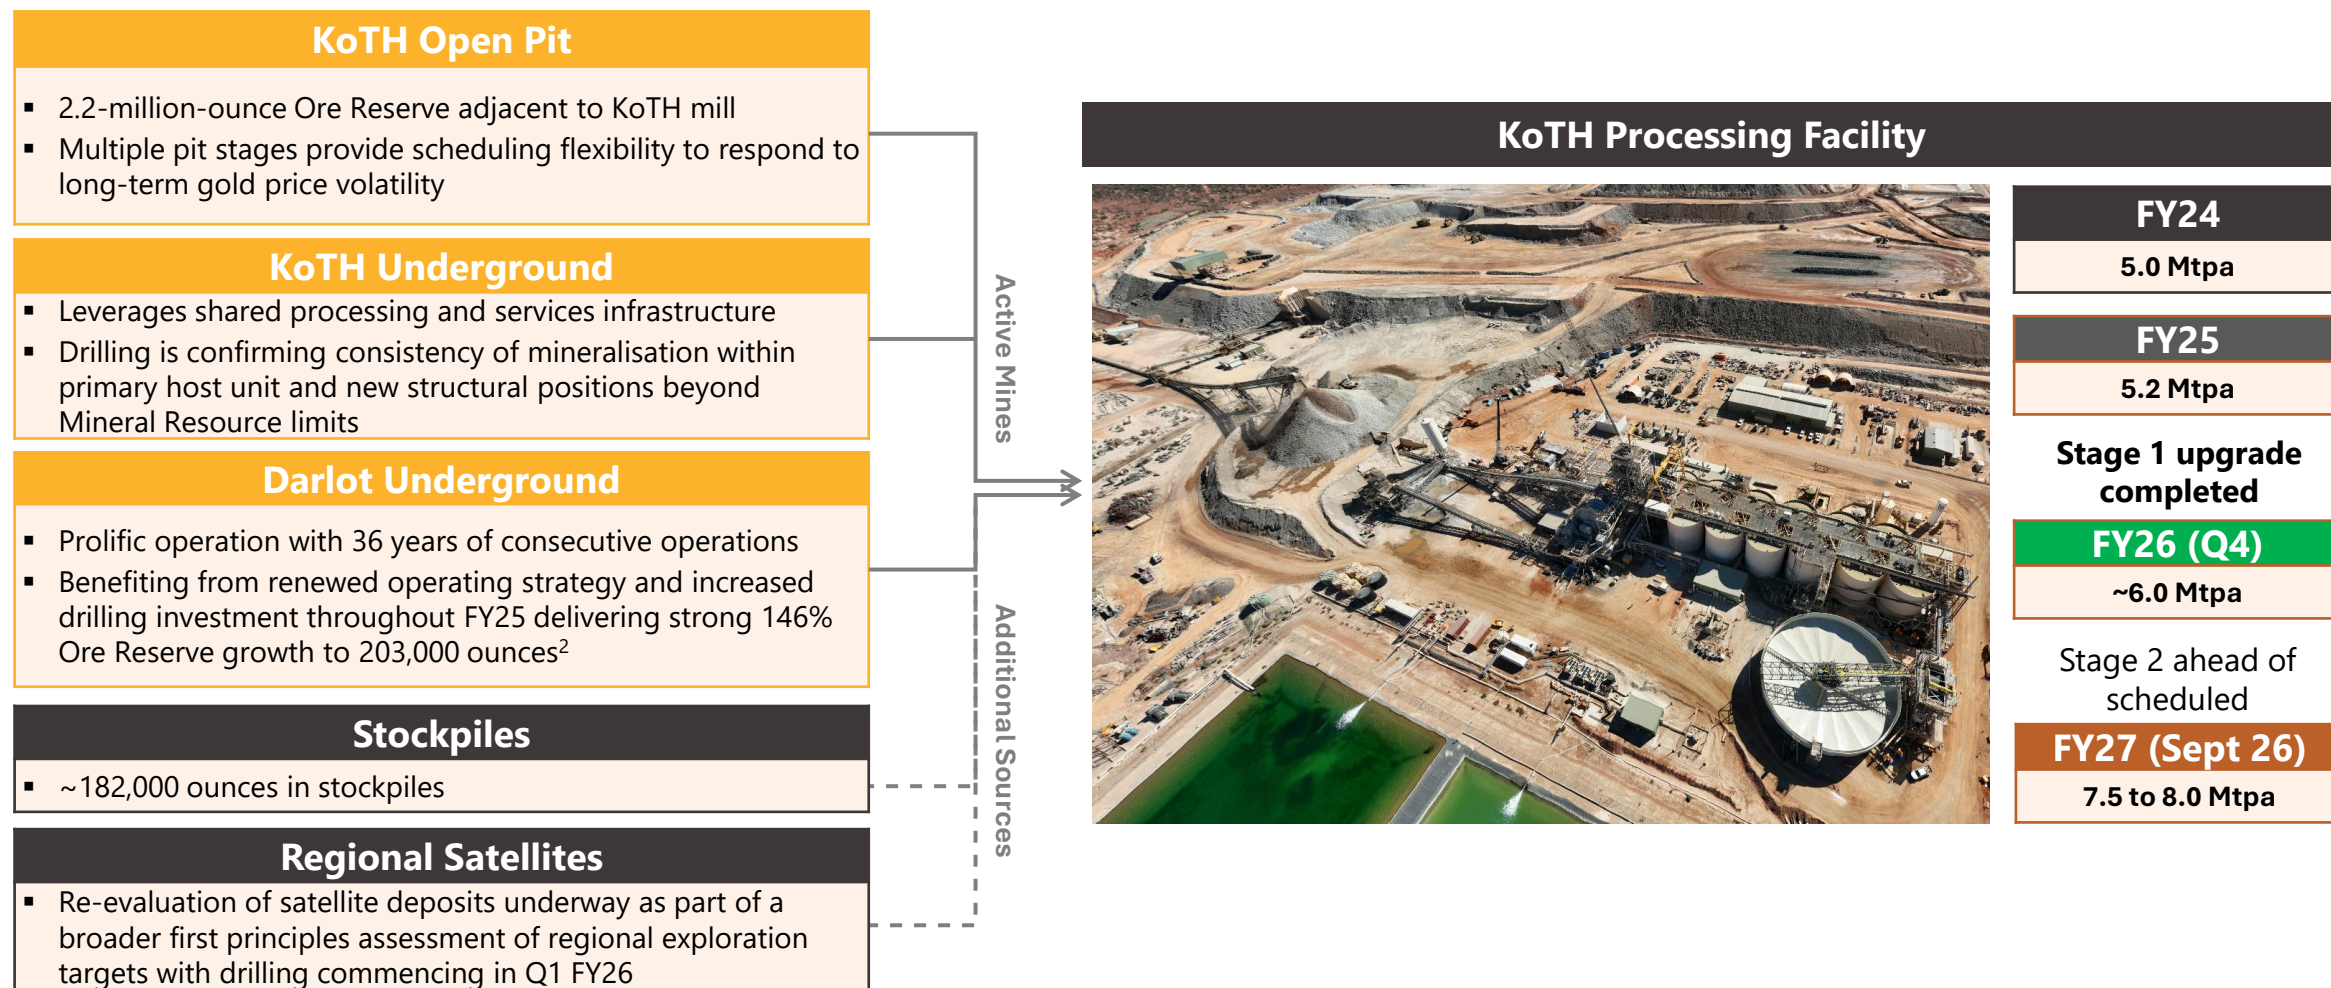 KoTH Open Pit
▪ 2.2-million-ounce Ore Reserve adjacent to KoTH mill
▪ Multiple pit stages provide scheduling flexibility to respond to
long-term gold price volatility
KoTH Underground
▪ Leverages shared processing and services infrastructure
▪ Drilling is confirming consistency of mineralisation within
primary host unit and new structural positions beyond
Mineral Resource limits
Darlot Underground
▪ Prolific operation with 36 years of consecutive operations
▪ Benefiting from renewed operating strategy and increased
drilling investment throughout FY25 delivering strong 146%
Ore Reserve growth to 203,000 ounces²
Stockpiles
▪ ~182,000 ounces in stockpiles
Regional Satellites
▪ Re-evaluation of satellite deposits underway as part of a
broader first principles assessment of regional exploration
targets with drilling commencing in Q1 FY26
Active Mines
Additional Sources
KoTH Processing Facility
FY24
5.0 Mtpa
FY25
5.2 Mtpa
Stage 1 upgrade
completed
FY26 (Q4)
~6.0 Mtpa
Stage 2 ahead of
scheduled
FY27 (Sept 26)
7.5 to 8.0 Mtpa